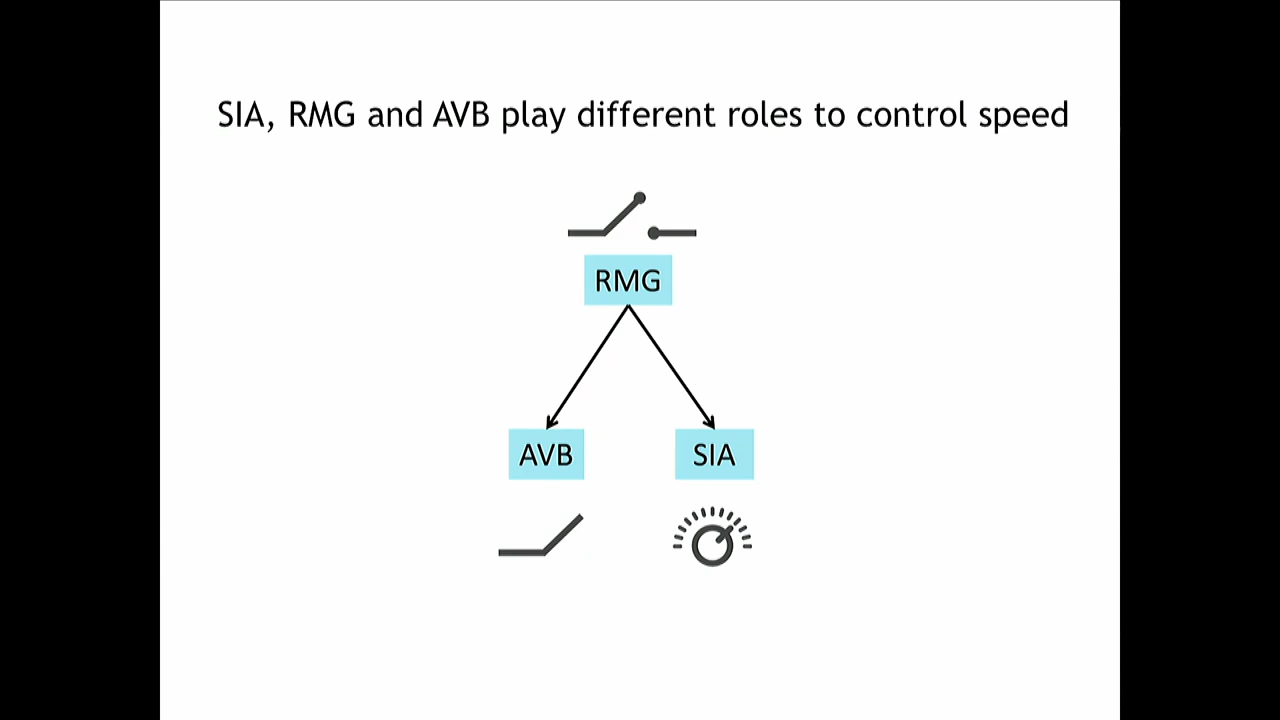 SIA, RMG and AVB play different roles to control speed
RMG
AVB
SIA